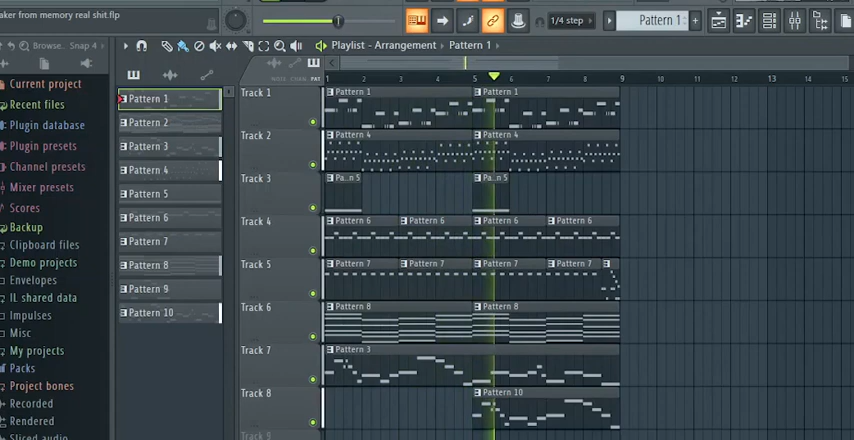 aker from memory real shit.flp
1/4 step
Pattern 1
+
Browse.. Snap 4
Playlist - Arrangement › Pattern 1 ›
NOTE CHAN PAT
1 2 3 4 5 6 7 8 9 10 11 12 13 14 15
Current project
Recent files
Plugin database
Plugin presets
Channel presets
Mixer presets
Scores
Backup
Clipboard files
Demo projects
Envelopes
IL shared data
Impulses
Misc
My projects
Packs
Project bones
Recorded
Rendered
Sliced audio
Pattern 1
Pattern 2
Pattern 3
Pattern 4
Pattern 5
Pattern 6
Pattern 7
Pattern 8
Pattern 9
Pattern 10
Track 1
Pattern 1 Pattern 1
Track 2
Pattern 4 Pattern 4
Track 3
Pa..n 5 Pa..n 5
Track 4
Pattern 6 Pattern 6 Pattern 6 Pattern 6
Track 5
Pattern 7 Pattern 7 Pattern 7 Pattern 7
Track 6
Pattern 8 Pattern 8
Track 7
Pattern 3
Track 8
Pattern 10
Track 9